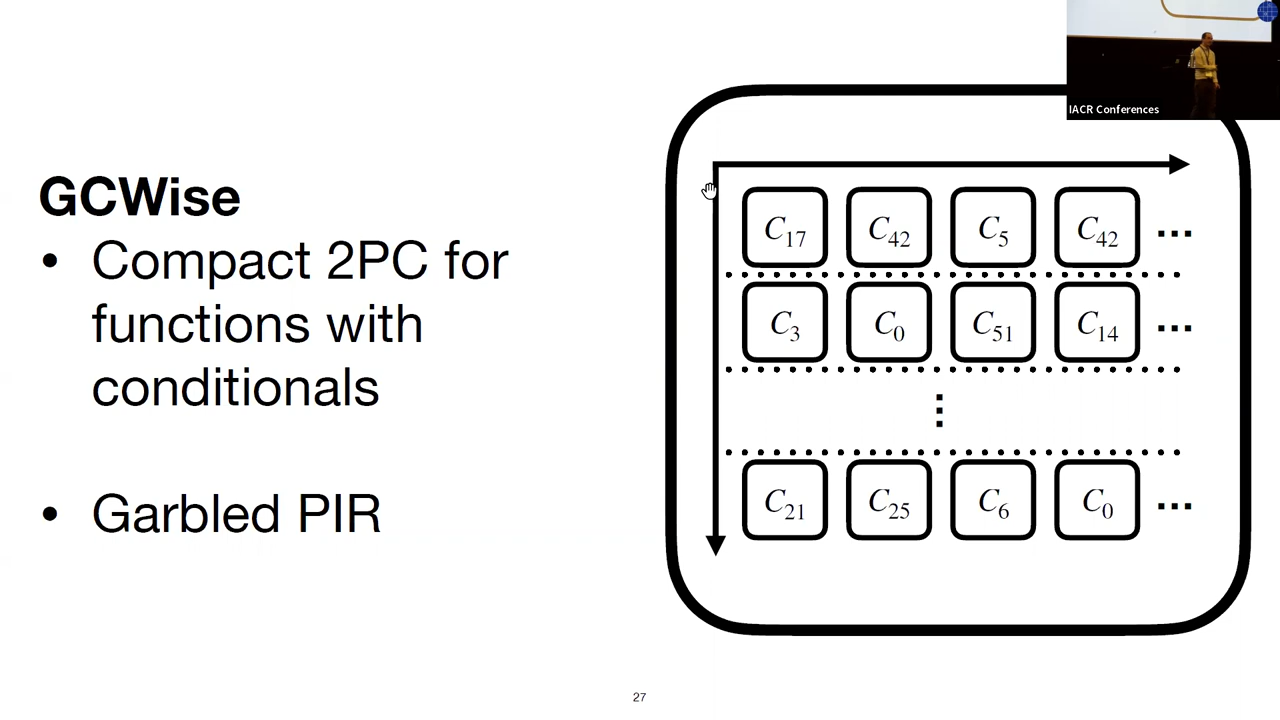 IACR Conferences
GCWise
• Compact 2PC for
functions with
conditionals
• Garbled PIR
C17 C42 C5 C42 ...
C3 C0 C51 C14 ...
⋮
C21 C25 C6 C0 ...
27